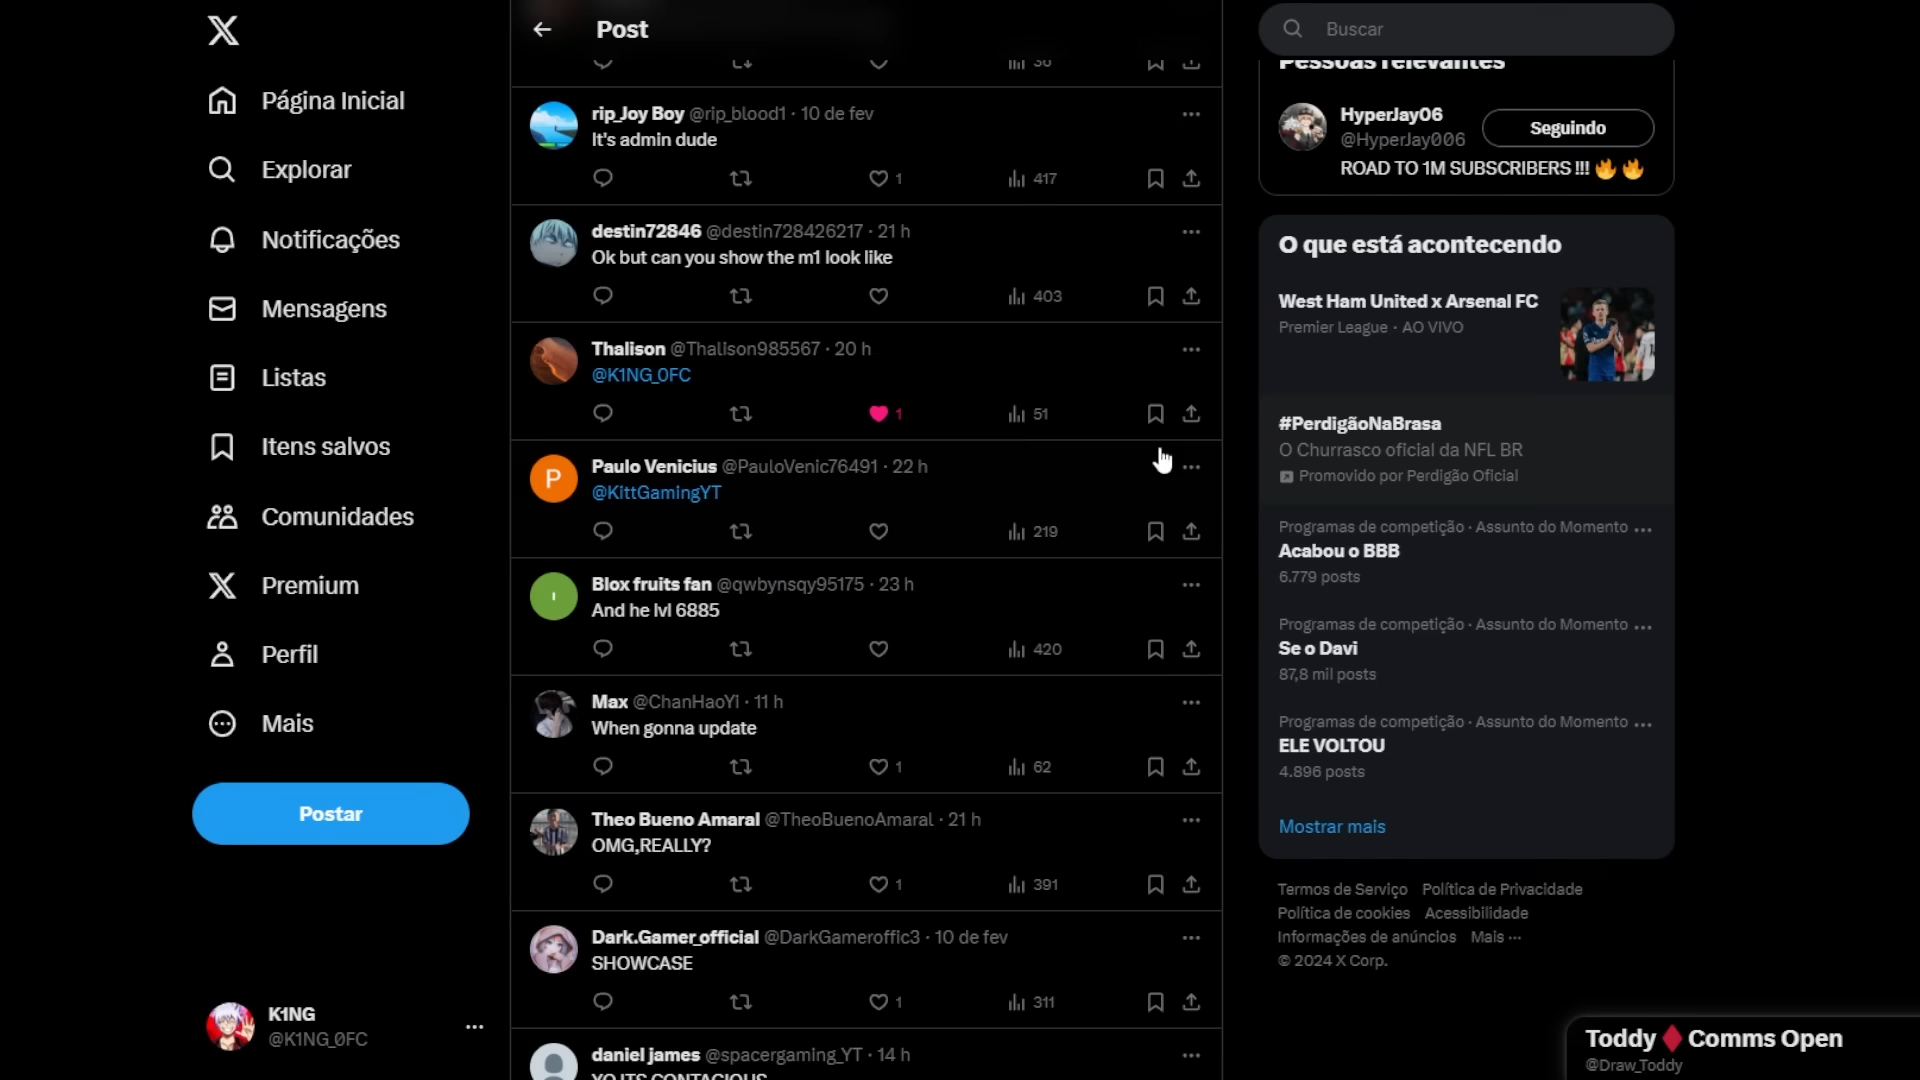 Página Inicial
Explorar
Notificações
Mensagens
Listas
Itens salvos
Comunidades
Premium
Perfil
Mais
Postar
K1NG
@K1NG_0FC
Post
36
rip_Joy Boy @rip_blood1 · 10 de fev
It's admin dude
1 417
destin72846 @destin728426217 · 21 h
Ok but can you show the m1 look like
403
Thalison @Thalison985567 · 20 h
@K1NG_0FC
1 51
Paulo Venicius @PauloVenic76491 · 22 h
@KittGamingYT
219
Blox fruits fan @qwbynsqy95175 · 23 h
And he lvl 6885
420
Max @ChanHaoYi · 11 h
When gonna update
1 62
Theo Bueno Amaral @TheoBuenoAmaral · 21 h
OMG,REALLY?
1 391
Dark.Gamer_official @DarkGameroffic3 · 10 de fev
SHOWCASE
1 311
daniel james @spacergaming_YT · 14 h
YO ITS CONTAGIOUS
Buscar
Pessoas relevantes
HyperJay06
@HyperJay006
Seguindo
ROAD TO 1M SUBSCRIBERS !!! 🔥 🔥
O que está acontecendo
West Ham United x Arsenal FC
Premier League · AO VIVO
#PerdigãoNaBrasa
O Churrasco oficial da NFL BR
Promovido por Perdigão Oficial
Programas de competição · Assunto do Momento
Acabou o BBB
6.779 posts
Programas de competição · Assunto do Momento
Se o Davi
87,8 mil posts
Programas de competição · Assunto do Momento
ELE VOLTOU
4.896 posts
Mostrar mais
Termos de Serviço Política de Privacidade
Política de cookies Acessibilidade
Informações de anúncios Mais ···
© 2024 X Corp.
Toddy♦️Comms Open
@Draw_Toddy